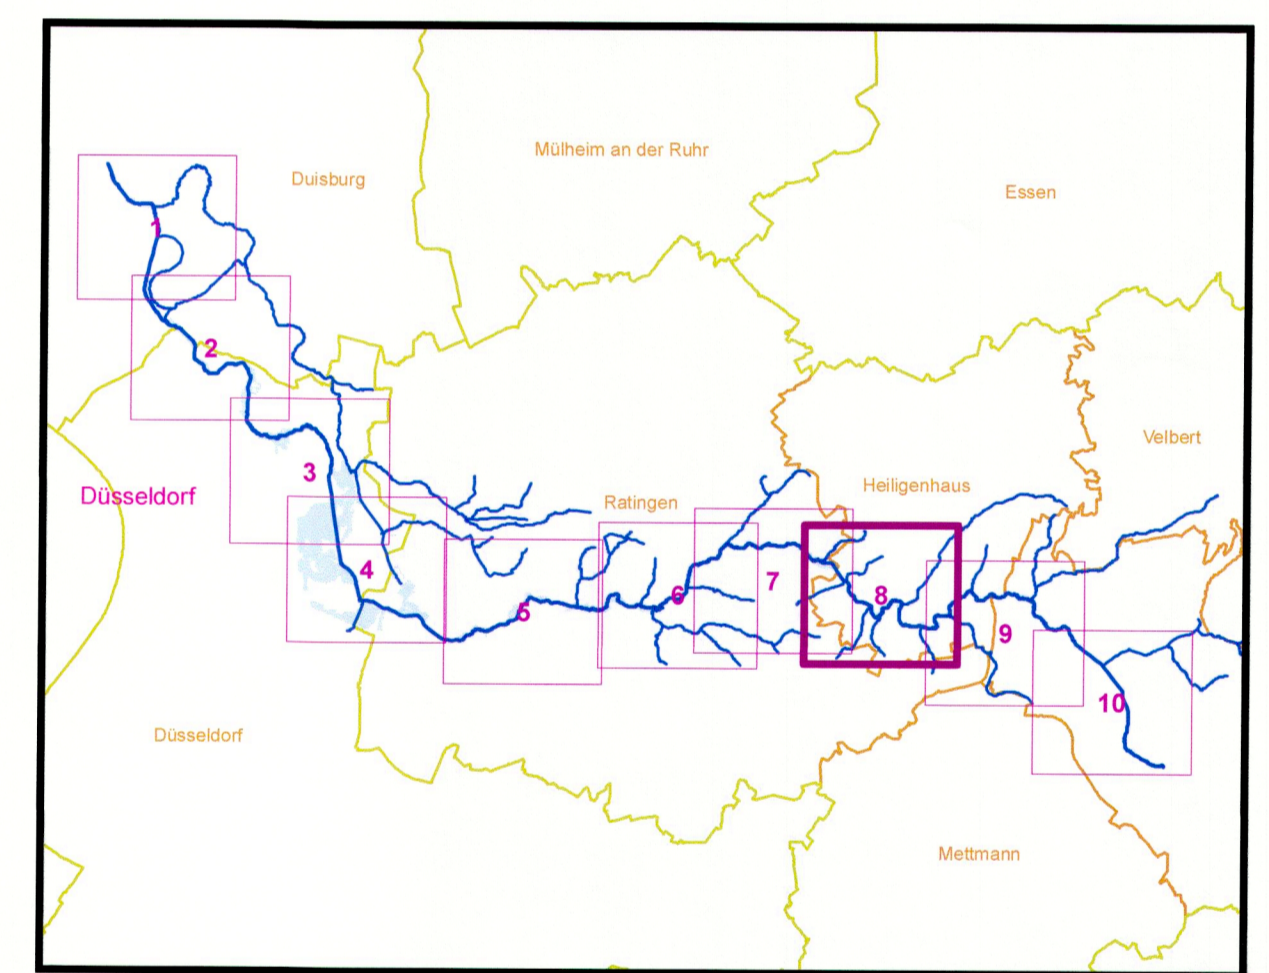 Mülheim an der Ruhr
Duisburg
Essen
1
2
Velbert
3
Düsseldorf
Heiligenhaus
Ratingen
4
7
8
6
5
9
10
Düsseldorf
Mettmann